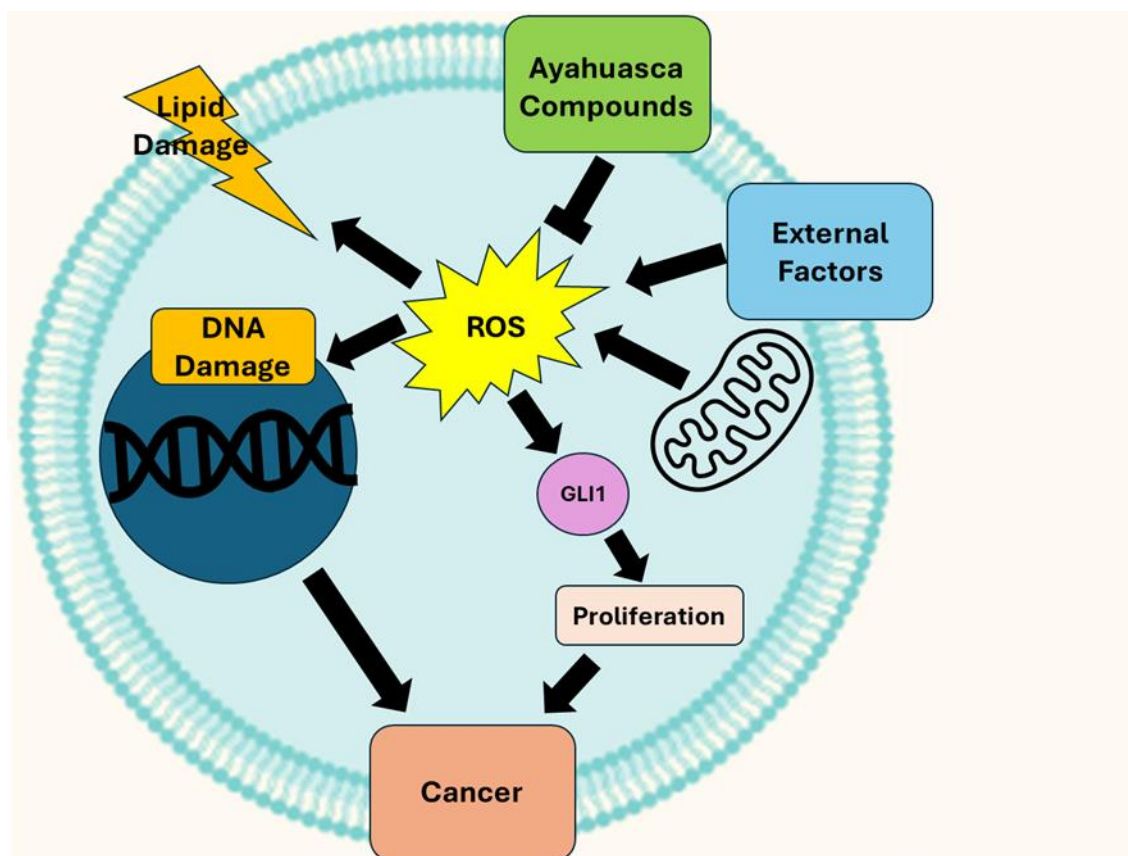 Ayahuasca
Compounds
Lipid
Damage
External
Factors
DNA
Damage
ROS
GLI1
Proliferation
Cancer